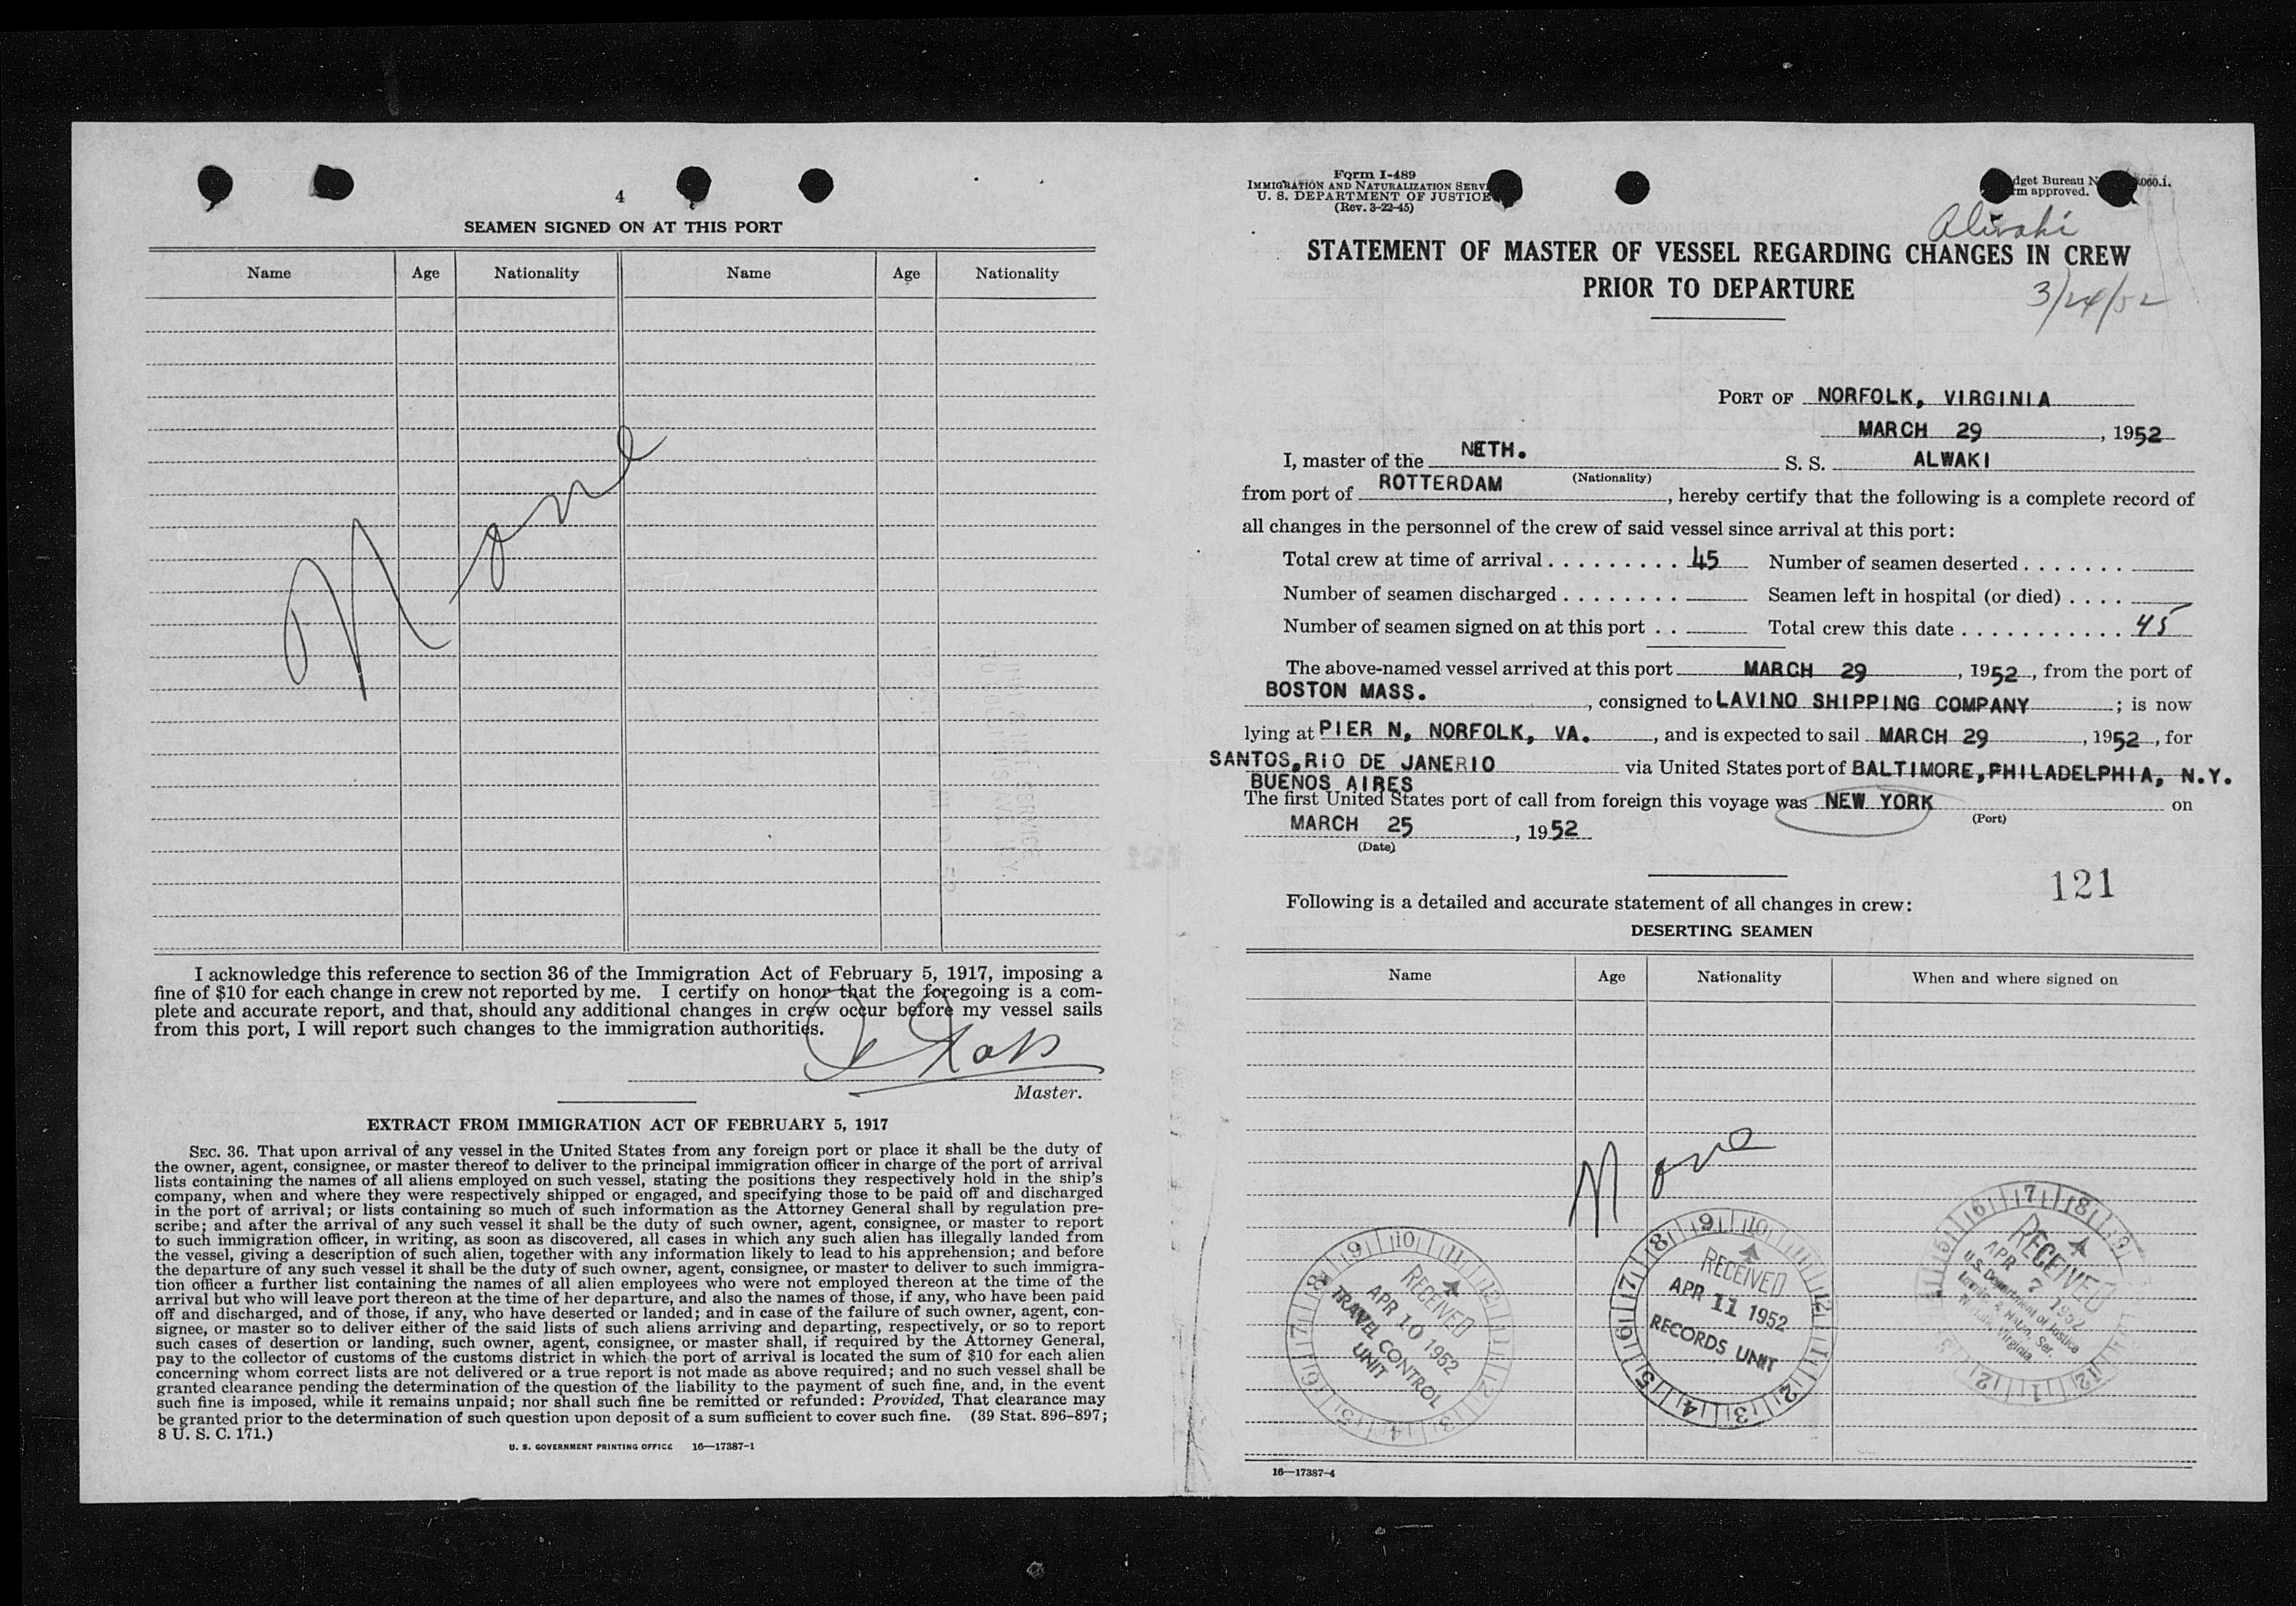 4
SEAMEN SIGNED ON AT THIS PORT
Name Age Nationality Name Age Nationality
None
I acknowledge this reference to section 36 of the Immigration Act of February 5, 1917, imposing a
fine of $10 for each change in crew not reported by me. I certify on honor that the foregoing is a com-
plete and accurate report, and that, should any additional changes in crew occur before my vessel sails
from this port, I will report such changes to the immigration authorities.
Master.
EXTRACT FROM IMMIGRATION ACT OF FEBRUARY 5, 1917
SEC. 36. That upon arrival of any vessel in the United States from any foreign port or place it shall be the duty of
the owner, agent, consignee, or master thereof to deliver to the principal immigration officer in charge of the port of arrival
lists containing the names of all aliens employed on such vessel, stating the positions they respectively hold in the ship's
company, when and where they were respectively shipped or engaged, and specifying those to be paid off and discharged
in the port of arrival; or lists containing so much of such information as the Attorney General shall by regulation pre-
scribe; and after the arrival of any such vessel it shall be the duty of such owner, agent, consignee, or master to report
to such immigration officer, in writing, as soon as discovered, all cases in which any such alien has illegally landed from
the vessel, giving a description of such alien, together with any information likely to lead to his apprehension; and before
the departure of any such vessel it shall be the duty of such owner, agent, consignee, or master to deliver to such immigra-
tion officer a further list containing the names of all alien employees who were not employed thereon at the time of the
arrival but who will leave port thereon at the time of her departure, and also the names of those, if any, who have been paid
off and discharged, and of those, if any, who have deserted or landed; and in case of the failure of such owner, agent, con-
signee, or master so to deliver either of the said lists of such aliens arriving and departing, respectively, or so to report
such cases of desertion or landing, such owner, agent, consignee, or master shall, if required by the Attorney General,
pay to the collector of customs of the customs district in which the port of arrival is located the sum of $10 for each alien
concerning whom correct lists are not delivered or a true report is not made as above required; and no such vessel shall be
granted clearance pending the determination of the question of the liability to the payment of such fine, and, in the event
such fine is imposed, while it remains unpaid; nor shall such fine be remitted or refunded: Provided, That clearance may
be granted prior to the determination of such question upon deposit of a sum sufficient to cover such fine. (39 Stat. 896–897;
8 U. S. C. 171.)
U. S. GOVERNMENT PRINTING OFFICE 16—17387-1
Form I-489
IMMIGRATION AND NATURALIZATION
U. S. DEPARTMENT OF JUSTICE
(Rev. 3-22-45)
Bureau
approved.
Alwaki
STATEMENT OF MASTER OF VESSEL REGARDING CHANGES IN CREW
PRIOR TO DEPARTURE
3/24/52
PORT OF NORFOLK, VIRGINIA
MARCH 29, 1952
I, master of the NETH. S. S. ALWAKI
(Nationality)
from port of ROTTERDAM, hereby certify that the following is a complete record of
all changes in the personnel of the crew of said vessel since arrival at this port:
Total crew at time of arrival 45 Number of seamen deserted
Number of seamen discharged Seamen left in hospital (or died)
Number of seamen signed on at this port Total crew this date 45
The above-named vessel arrived at this port MARCH 29, 1952, from the port of
BOSTON MASS., consigned to LAVINO SHIPPING COMPANY; is now
lying at PIER N, NORFOLK, VA., and is expected to sail MARCH 29, 1952, for
SANTOS, RIO DE JANERIO via United States port of BALTIMORE, PHILADELPHIA, N.Y.
BUENOS AIRES
The first United States port of call from foreign this voyage was NEW YORK on
(Port)
MARCH 25, 1952
(Date)
121
Following is a detailed and accurate statement of all changes in crew:
DESERTING SEAMEN
Name Age Nationality When and where signed on
None
RECEIVED
APR 10 1952
TRAVEL CONTROL
UNIT
RECEIVED
APR 11 1952
RECORDS UNIT
RECEIVED
APR 7 1952
U.S. Department of Justice
Immig. & Natzn. Ser.
Norfolk, Virginia
16—17387-4